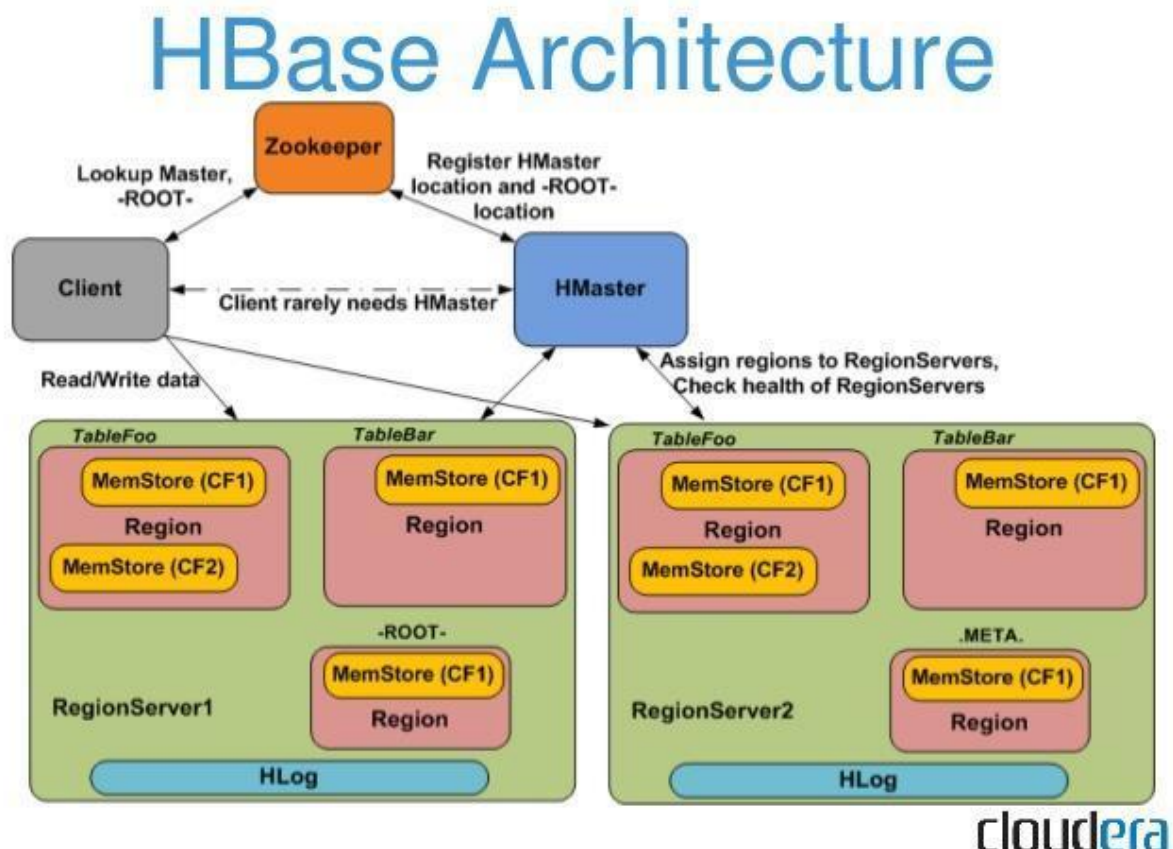 HBase Architecture
Zookeeper
Lookup Master,
-ROOT-
Register HMaster
location and -ROOT-
location
Client
Client rarely needs HMaster
HMaster
Read/Write data
Assign regions to RegionServers,
Check health of RegionServers
TableFoo
TableBar
MemStore (CF1)
MemStore (CF1)
Region
Region
MemStore (CF2)
-ROOT-
MemStore (CF1)
RegionServer1
Region
HLog
TableFoo
TableBar
MemStore (CF1)
MemStore (CF1)
Region
Region
MemStore (CF2)
.META.
MemStore (CF1)
RegionServer2
Region
HLog
cloudera